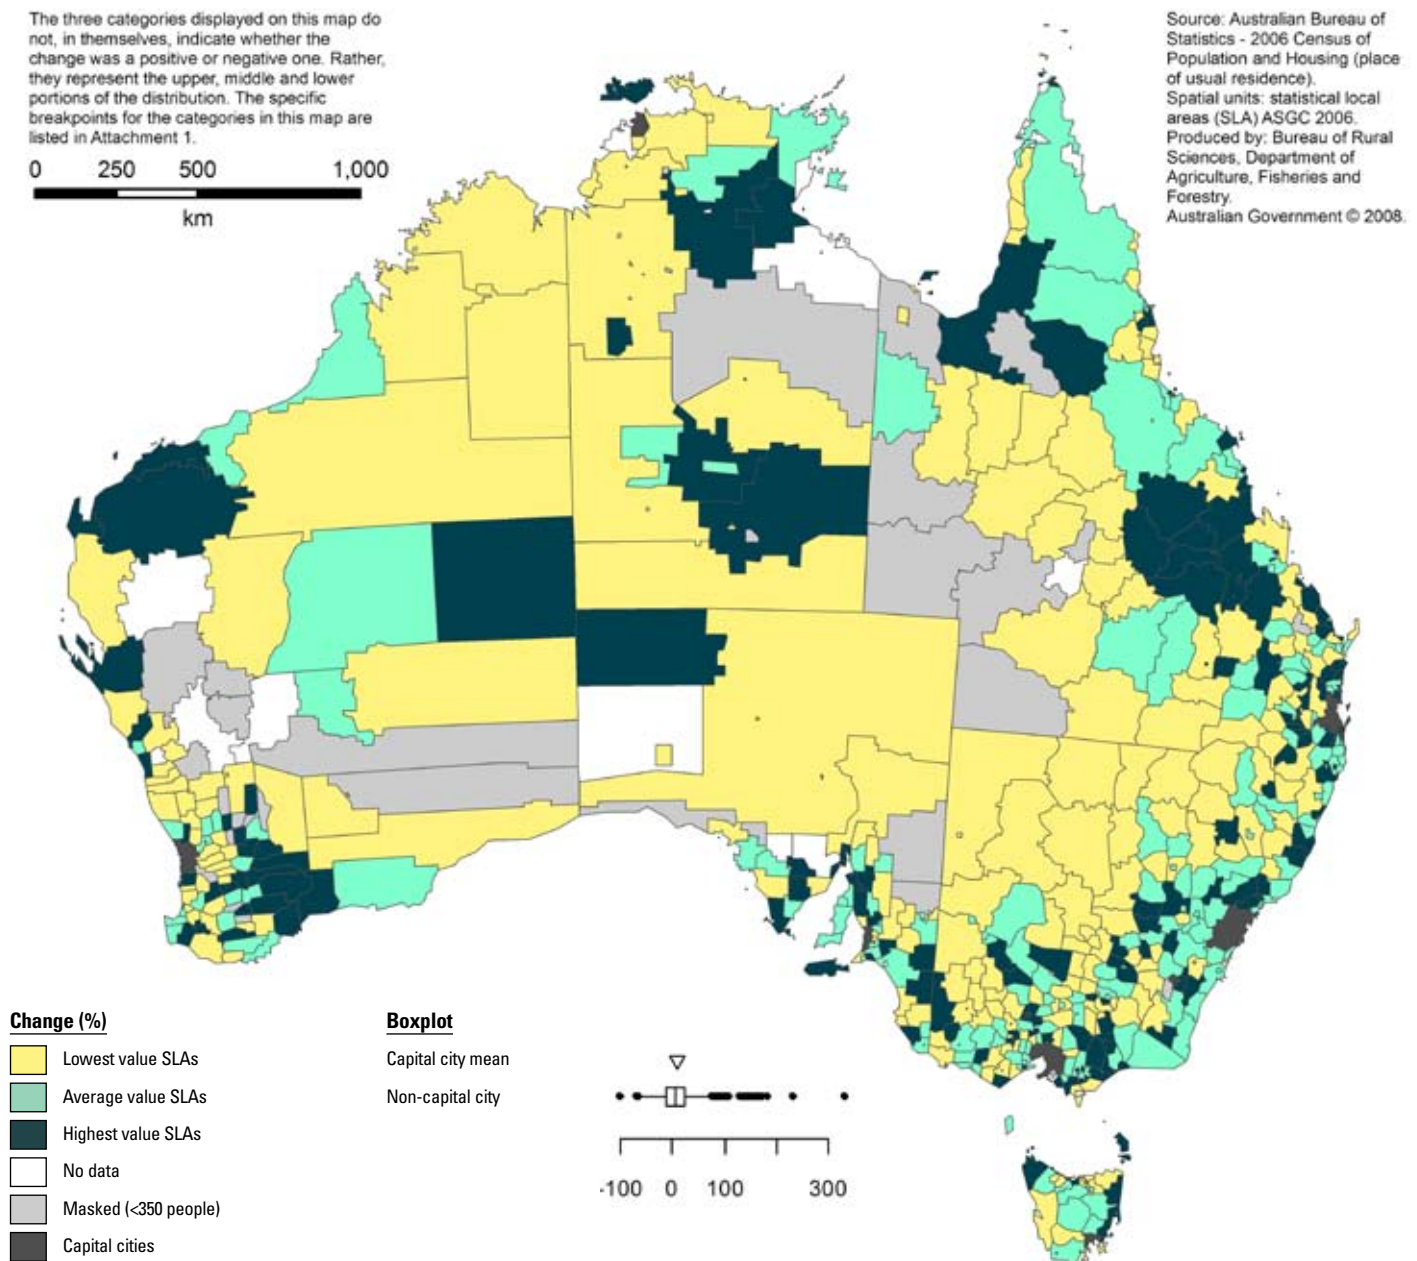 The three categories displayed on this map do
not, in themselves, indicate whether the
change was a positive or negative one. Rather,
they represent the upper, middle and lower
portions of the distribution. The specific
breakpoints for the categories in this map are
listed in Attachment 1.
0 250 500 1,000
km
Source: Australian Bureau of
Statistics - 2006 Census of
Population and Housing (place
of usual residence).
Spatial units: statistical local
areas (SLA) ASGC 2006.
Produced by: Bureau of Rural
Sciences, Department of
Agriculture, Fisheries and
Forestry.
Australian Government © 2008.
Change (%)
Lowest value SLAs
Average value SLAs
Highest value SLAs
No data
Masked (<350 people)
Capital cities
Boxplot
Capital city mean
Non-capital city
-100 0 100 300